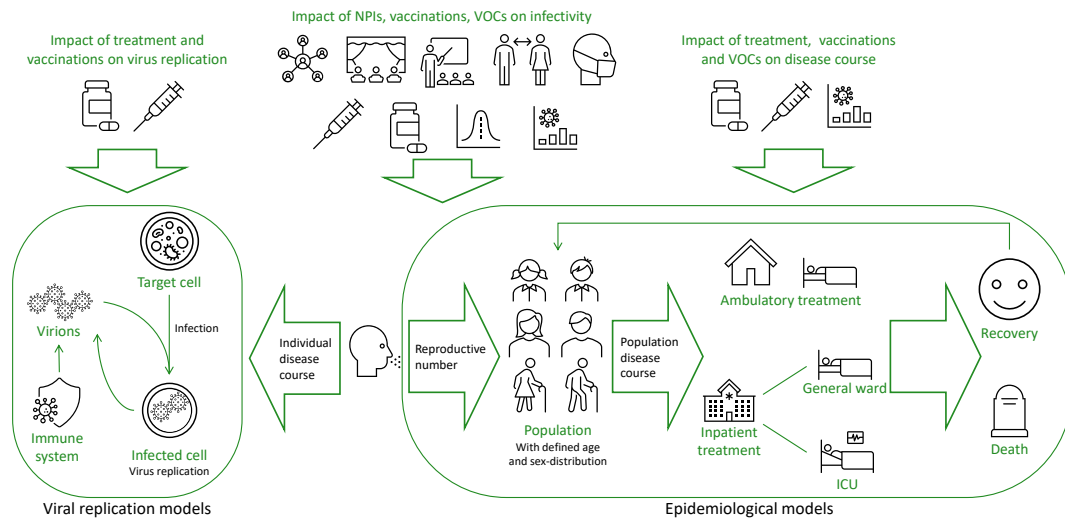 Impact of NPIs, vaccinations, VOCs on infectivity
Impact of treatment and
vaccinations on virus replication
Impact of treatment, vaccinations
and VOCs on disease course
Target cell
Infection
Virions
Immune
system
Infected cell
Virus replication
Viral replication models
Individual
disease
course
Reproductive
number
Population
With defined age
and sex-distribution
Population
disease
course
Ambulatory treatment
General ward
Inpatient
treatment
ICU
Recovery
Death
Epidemiological models